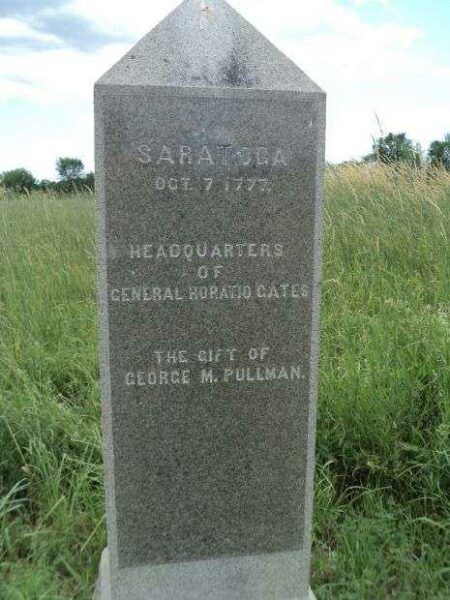 SARATOGA
OCT. 7 1777.
HEADQUARTERS
OF
GENERAL HORATIO GATES
THE GIFT OF
GEORGE M. PULLMAN.